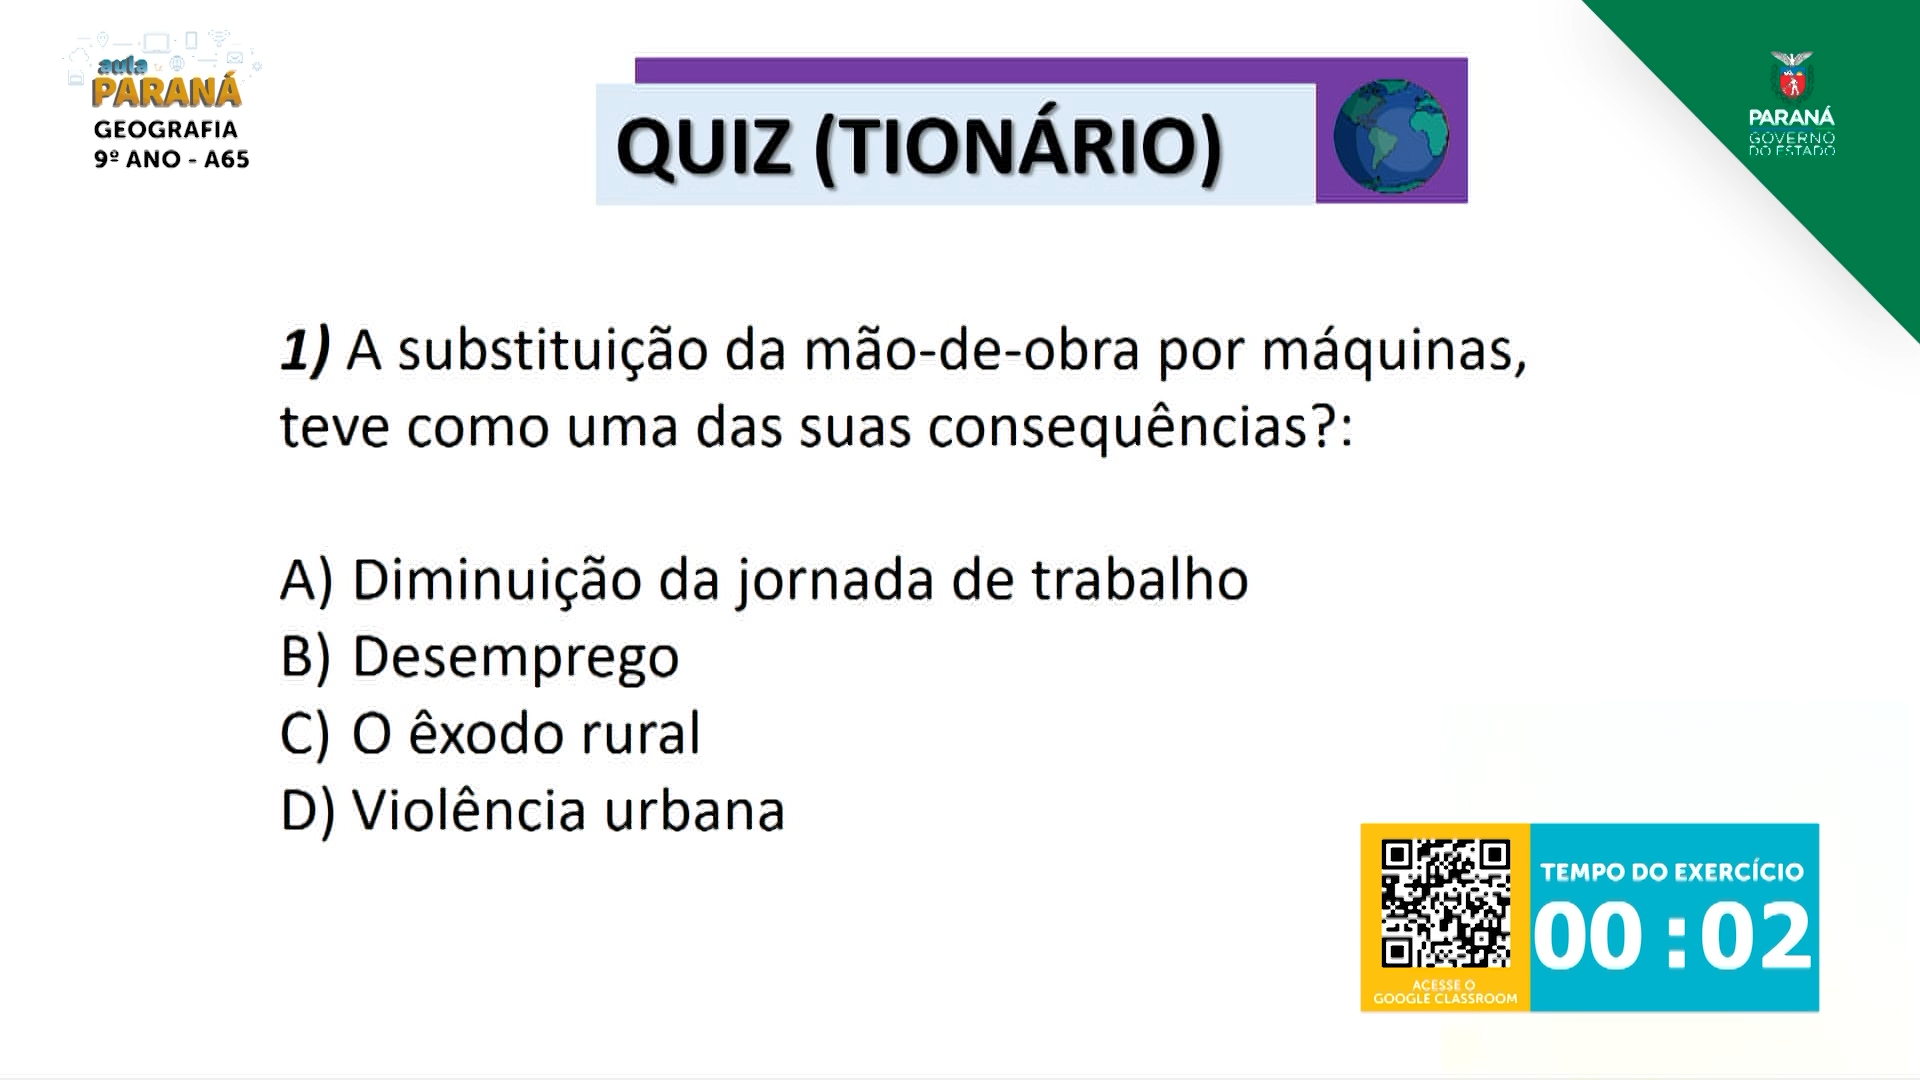 aula
PARANÁ
GEOGRAFIA
9º ANO - A65
QUIZ (TIONÁRIO)
PARANÁ
GOVERNO
DO ESTADO
1) A substituição da mão-de-obra por máquinas,
teve como uma das suas consequências?:
A) Diminuição da jornada de trabalho
B) Desemprego
C) O êxodo rural
D) Violência urbana
TEMPO DO EXERCÍCIO
00 : 02
ACESSE O
GOOGLE CLASSROOM